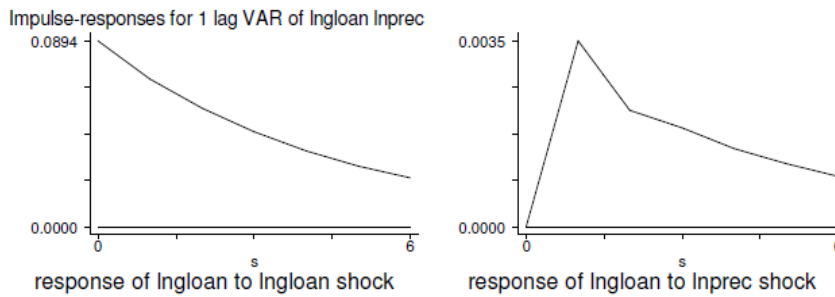 Impulse-responses for 1 lag VAR of lngloan lnprec
0.0894
0.0000
0
6
s
response of lngloan to lngloan shock
0.0035
0.0000
0
s
response of lngloan to lnprec shock